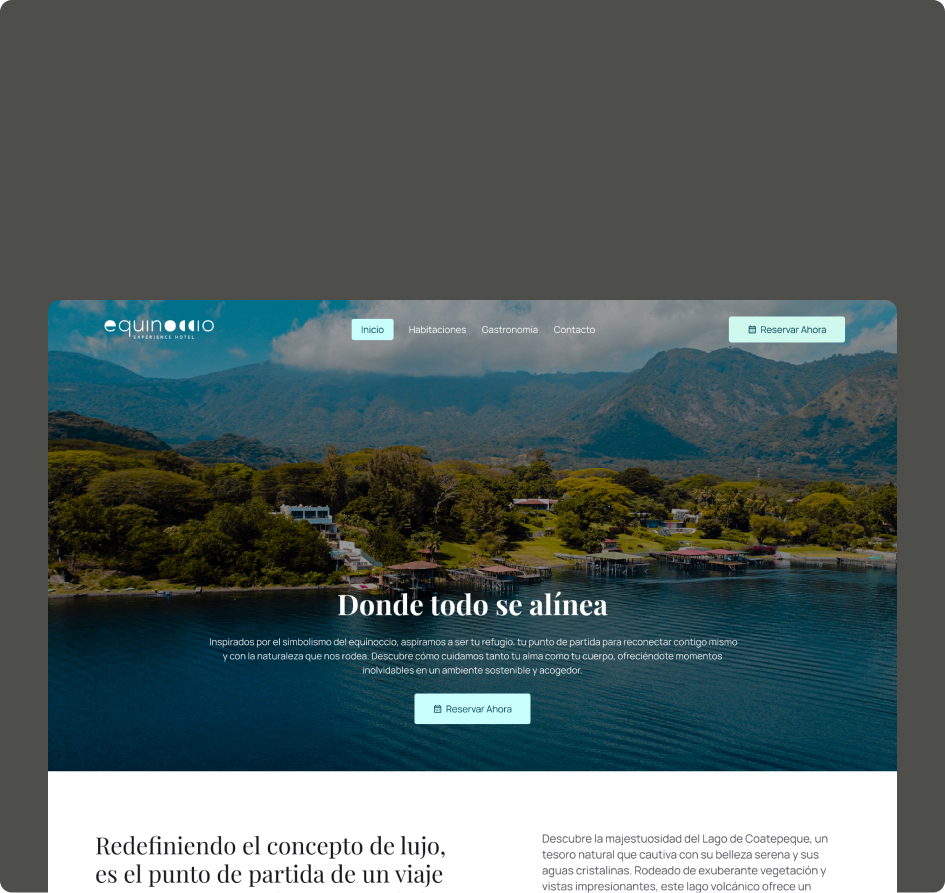 equinoccio
EXPERIENCE HOTEL
Inicio
Habitaciones
Gastronomía
Contacto
Reservar Ahora
Donde todo se alínea
Inspirados por el simbolismo del equinoccio, aspiramos a ser tu refugio, tu punto de partida para reconectar contigo mismo
y con la naturaleza que nos rodea. Descubre cómo cuidamos tanto tu alma como tu cuerpo, ofreciéndote momentos
inolvidables en un ambiente sostenible y acogedor.
Reservar Ahora
Redefiniendo el concepto de lujo,
es el punto de partida de un viaje
Descubre la majestuosidad del Lago de Coatepeque, un
tesoro natural que cautiva con su belleza serena y sus
aguas cristalinas. Rodeado de exuberante vegetación y
vistas impresionantes, este lago volcánico ofrece un